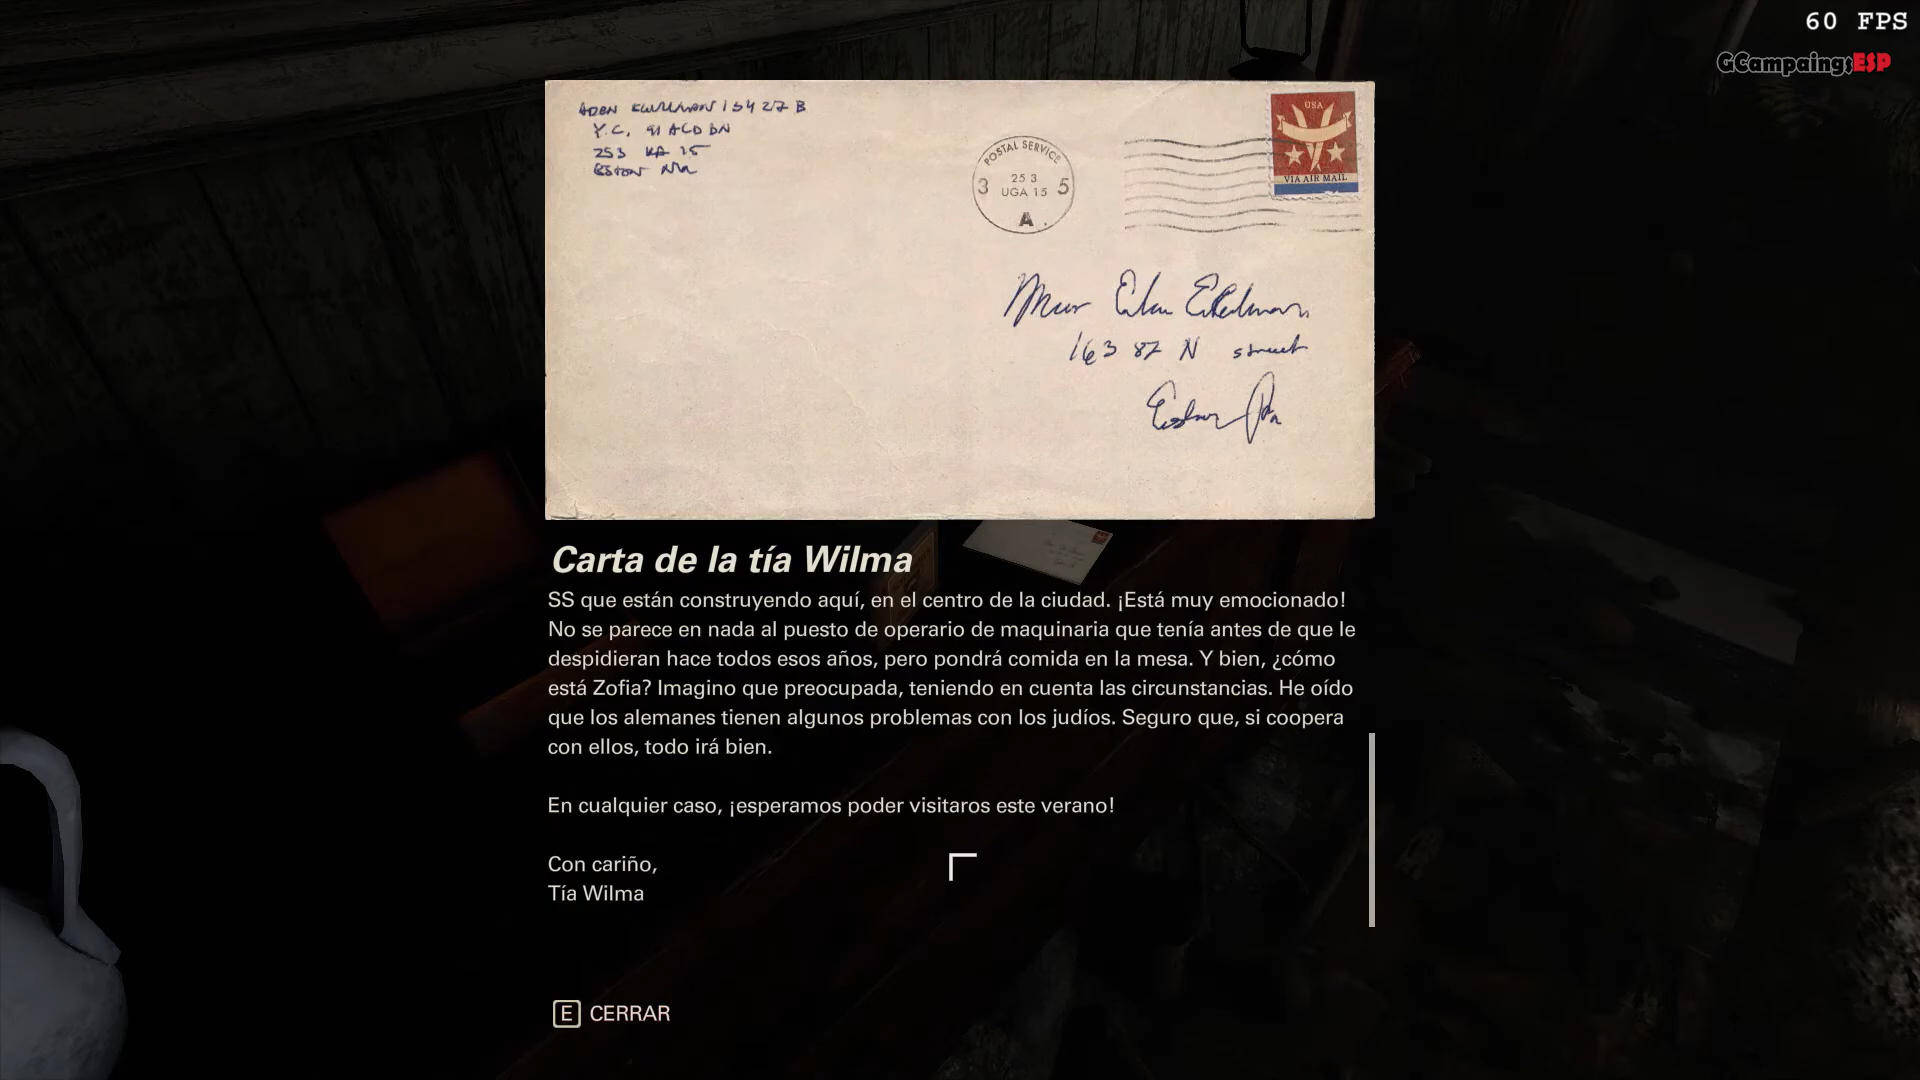 60 FPS
GCampaingsESP
USA
VIA AIR MAIL
POSTAL SERVICE
25 3
3 UGA 15 5
A
253
163 87 N street
Carta de la tía Wilma
SS que están construyendo aquí, en el centro de la ciudad. ¡Está muy emocionado!
No se parece en nada al puesto de operario de maquinaria que tenía antes de que le
despidieran hace todos esos años, pero pondrá comida en la mesa. Y bien, ¿cómo
está Zofia? Imagino que preocupada, teniendo en cuenta las circunstancias. He oído
que los alemanes tienen algunos problemas con los judíos. Seguro que, si coopera
con ellos, todo irá bien.
En cualquier caso, ¡esperamos poder visitaros este verano!
Con cariño,
Tía Wilma
E CERRAR